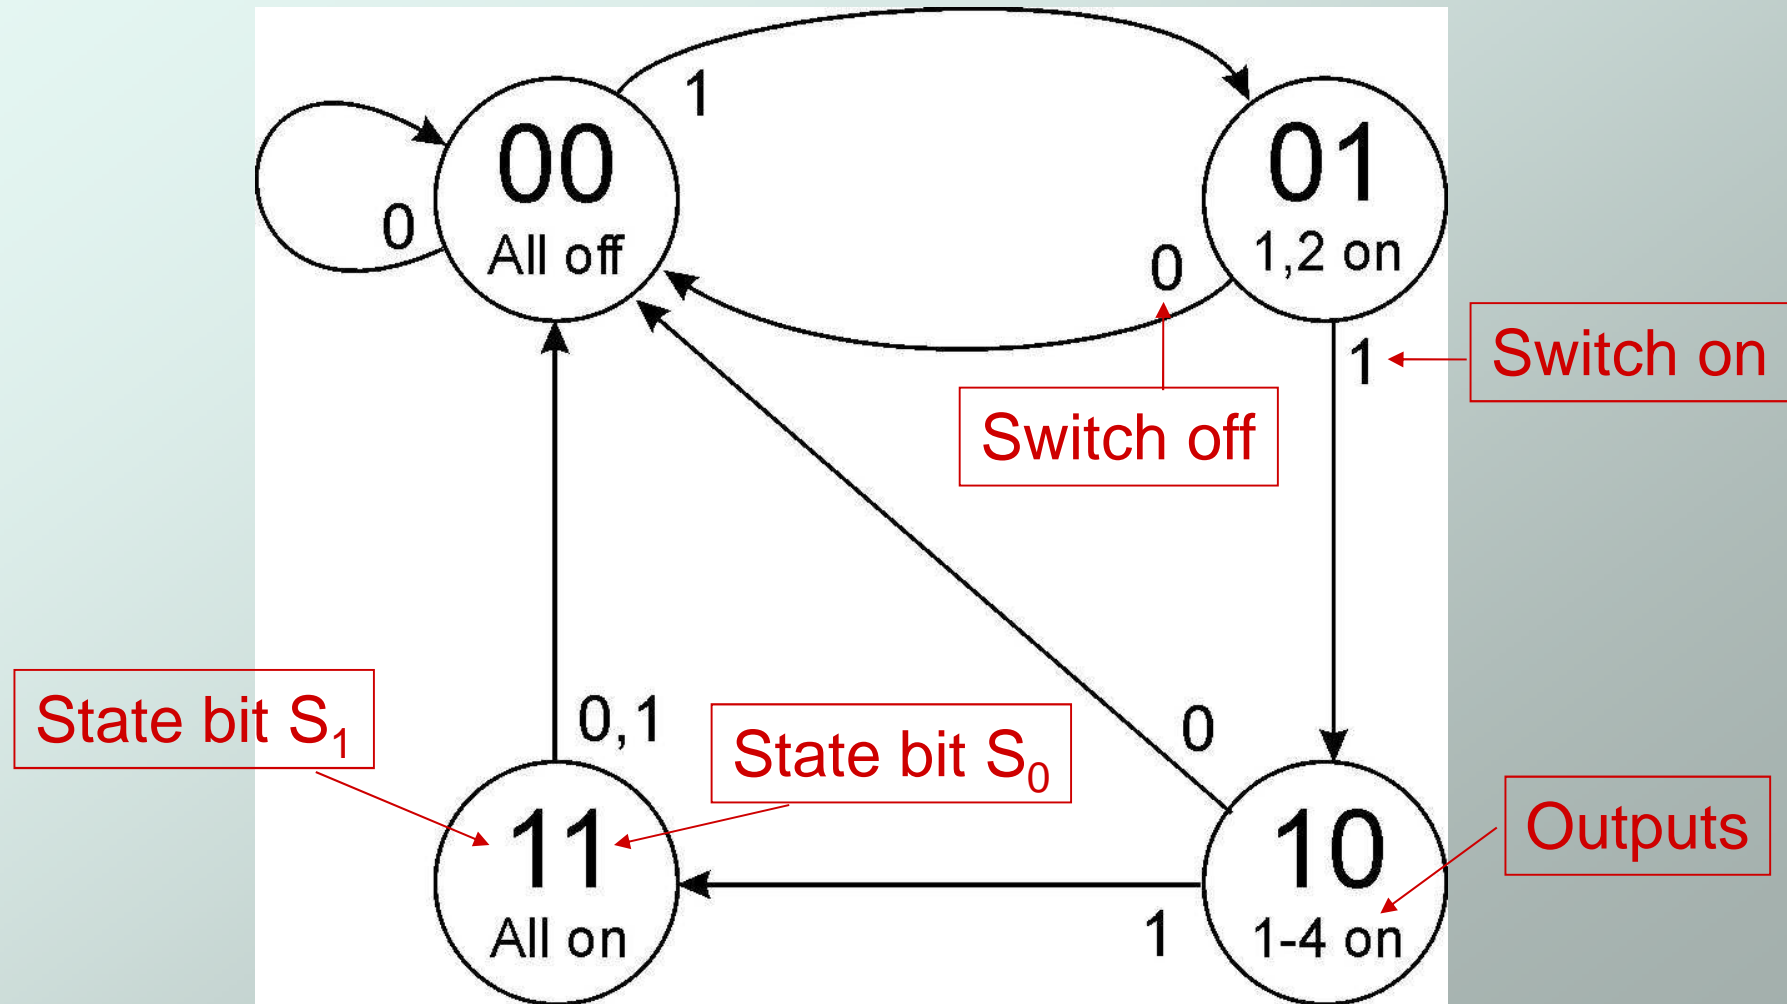 1
00
All off
0
01
1,2 on
0
1
Switch on
Switch off
State bit S₁
0,1
State bit S₀
0
11
All on
1
10
1-4 on
Outputs